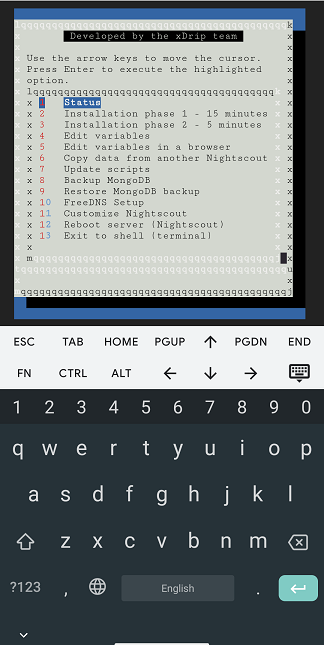 Developed by the xDrip team
Use the arrow keys to move the cursor.
Press Enter to execute the highlighted
option.
lqqqqqqqqqqqqqqqqqqqqqqqqqqqqqqqqqqqqk
x 1 Status x
x 2 Installation phase 1 - 15 minutes x
x 3 Installation phase 2 - 5 minutes x
x 4 Edit variables x
x 5 Edit variables in a browser x
x 6 Copy data from another Nightscout x
x 7 Update scripts x
x 8 Backup MongoDB x
x 9 Restore MongoDB backup x
x 10 FreeDNS Setup x
x 11 Customize Nightscout x
x 12 Reboot server (Nightscout) x
x 13 Exit to shell (terminal) x
ESC TAB HOME PGUP ↑ PGDN END
FN CTRL ALT ← ↓ →
1 2 3 4 5 6 7 8 9 0
q w e r t y u i o p
a s d f g h j k l
z x c v b n m
?123 , English .